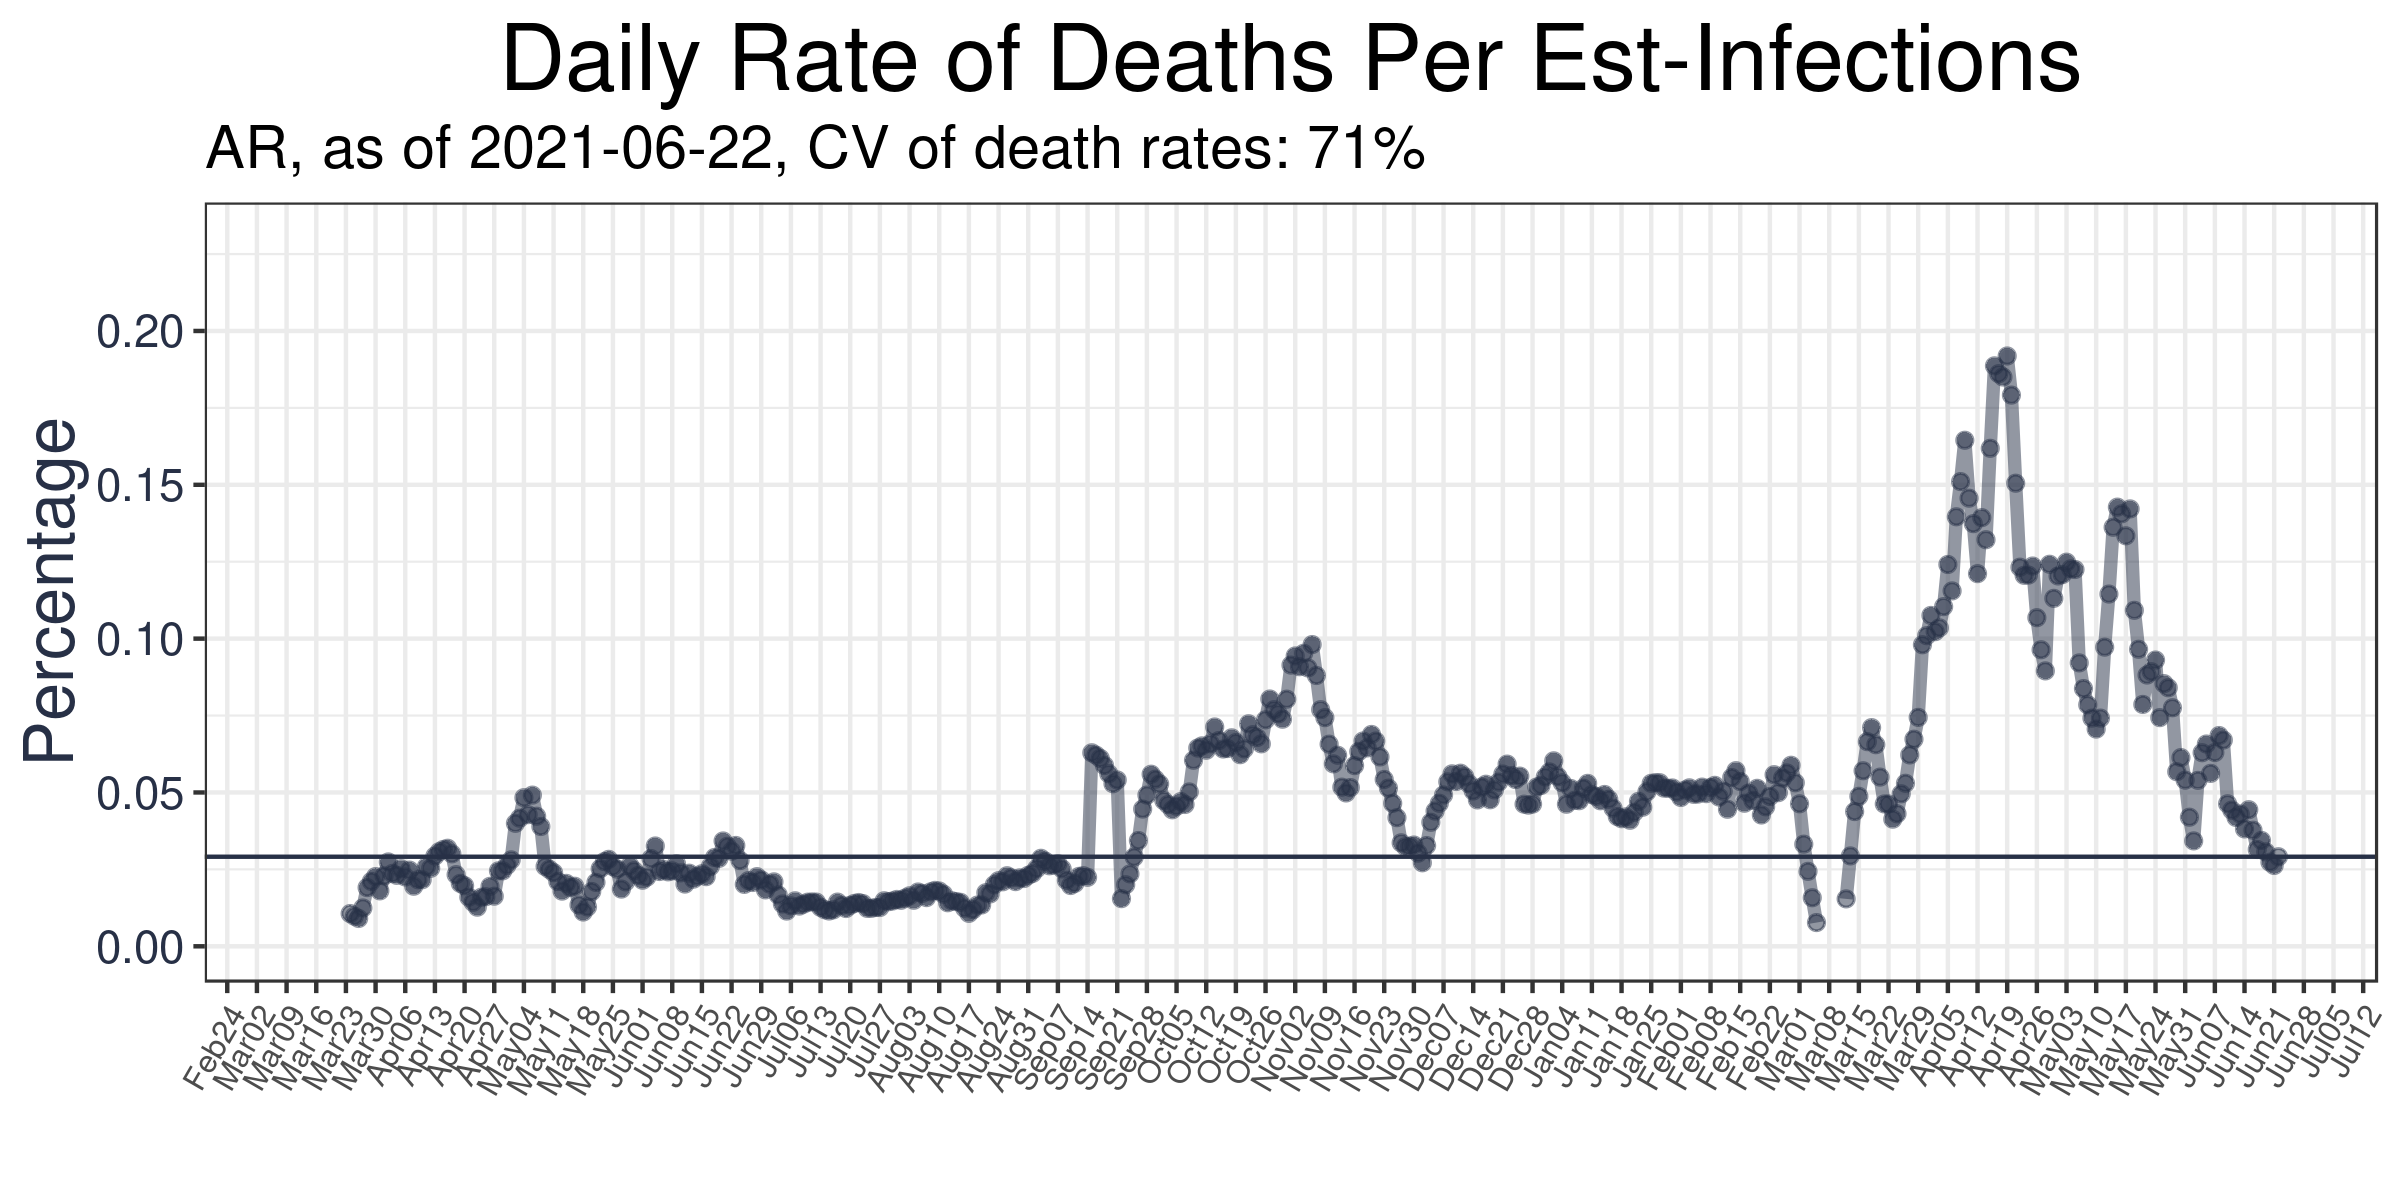 Daily Rate of Deaths Per Est-Infections
AR, as of 2021-06-22, CV of death rates: 71%
Percentage
0.20
0.15
0.10
0.05
0.00
Feb24
Mar02
Mar09
Mar16
Mar23
Mar30
Apr06
Apr13
Apr20
Apr27
May04
May11
May18
May25
Jun01
Jun08
Jun15
Jun22
Jun29
Jul06
Jul13
Jul20
Jul27
Aug03
Aug10
Aug17
Aug24
Aug31
Sep07
Sep14
Sep21
Sep28
Oct05
Oct12
Oct19
Oct26
Nov02
Nov09
Nov16
Nov23
Nov30
Dec07
Dec14
Dec21
Dec28
Jan04
Jan11
Jan18
Jan25
Feb01
Feb08
Feb15
Feb22
Mar01
Mar08
Mar15
Mar22
Mar29
Apr05
Apr12
Apr19
Apr26
May03
May10
May17
May24
May31
Jun07
Jun14
Jun21
Jun28
Jul05
Jul12